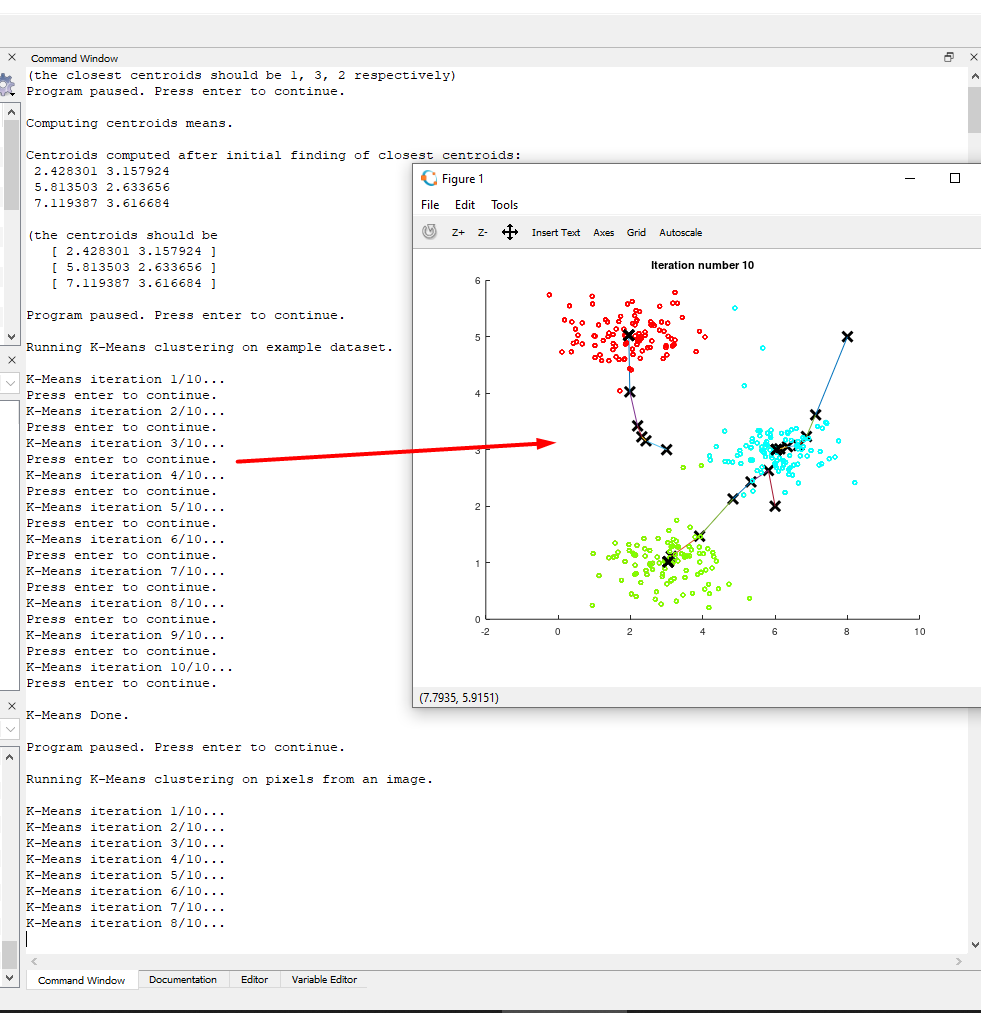 Command Window
(the closest centroids should be 1, 3, 2 respectively)
Program paused. Press enter to continue.
Computing centroids means.
Centroids computed after initial finding of closest centroids:
2.428301 3.157924
5.813503 2.633656
7.119387 3.616684
(the centroids should be
[ 2.428301 3.157924 ]
[ 5.813503 2.633656 ]
[ 7.119387 3.616684 ]
Program paused. Press enter to continue.
Running K-Means clustering on example dataset.
K-Means iteration 1/10...
Press enter to continue.
K-Means iteration 2/10...
Press enter to continue.
K-Means iteration 3/10...
Press enter to continue.
K-Means iteration 4/10...
Press enter to continue.
K-Means iteration 5/10...
Press enter to continue.
K-Means iteration 6/10...
Press enter to continue.
K-Means iteration 7/10...
Press enter to continue.
K-Means iteration 8/10...
Press enter to continue.
K-Means iteration 9/10...
Press enter to continue.
K-Means iteration 10/10...
Press enter to continue.
K-Means Done.
Program paused. Press enter to continue.
Running K-Means clustering on pixels from an image.
K-Means iteration 1/10...
K-Means iteration 2/10...
K-Means iteration 3/10...
K-Means iteration 4/10...
K-Means iteration 5/10...
K-Means iteration 6/10...
K-Means iteration 7/10...
K-Means iteration 8/10...
Figure 1
File Edit Tools
Z+ Z- Insert Text Axes Grid Autoscale
Iteration number 10
6
5
4
3
2
1
0
-2 0 2 4 6 8 10
(7.7935, 5.9151)
Command Window Documentation Editor Variable Editor